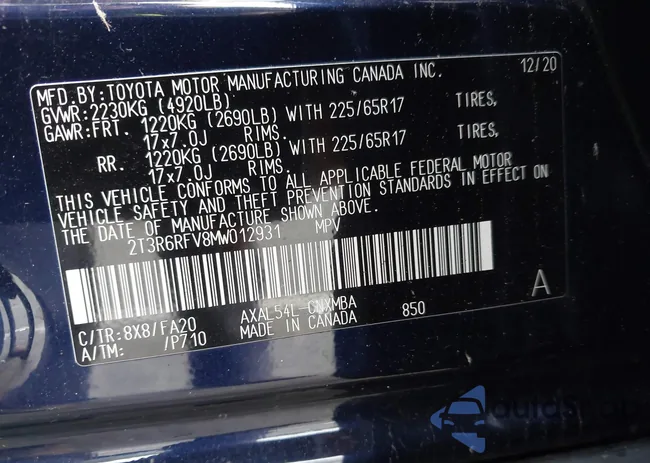 MFD.BY:TOYOTA MOTOR MANUFACTURING CANADA INC. 12/20
GVWR:2230KG (4920LB)
GAWR:FRT. 1220KG (2690LB) WITH 225/65R17 TIRES,
17x7.0J RIMS.
RR. 1220KG (2690LB) WITH 225/65R17 TIRES,
17x7.0J RIMS.
THIS VEHICLE CONFORMS TO ALL APPLICABLE FEDERAL MOTOR
VEHICLE SAFETY AND THEFT PREVENTION STANDARDS IN EFFECT ON
THE DATE OF MANUFACTURE SHOWN ABOVE.
2T3R6RFV8MW012931 MPV
A
AXAL54L-CNXMBA 850
C/TR:8X8/FA20 MADE IN CANADA
A/TM: /P710